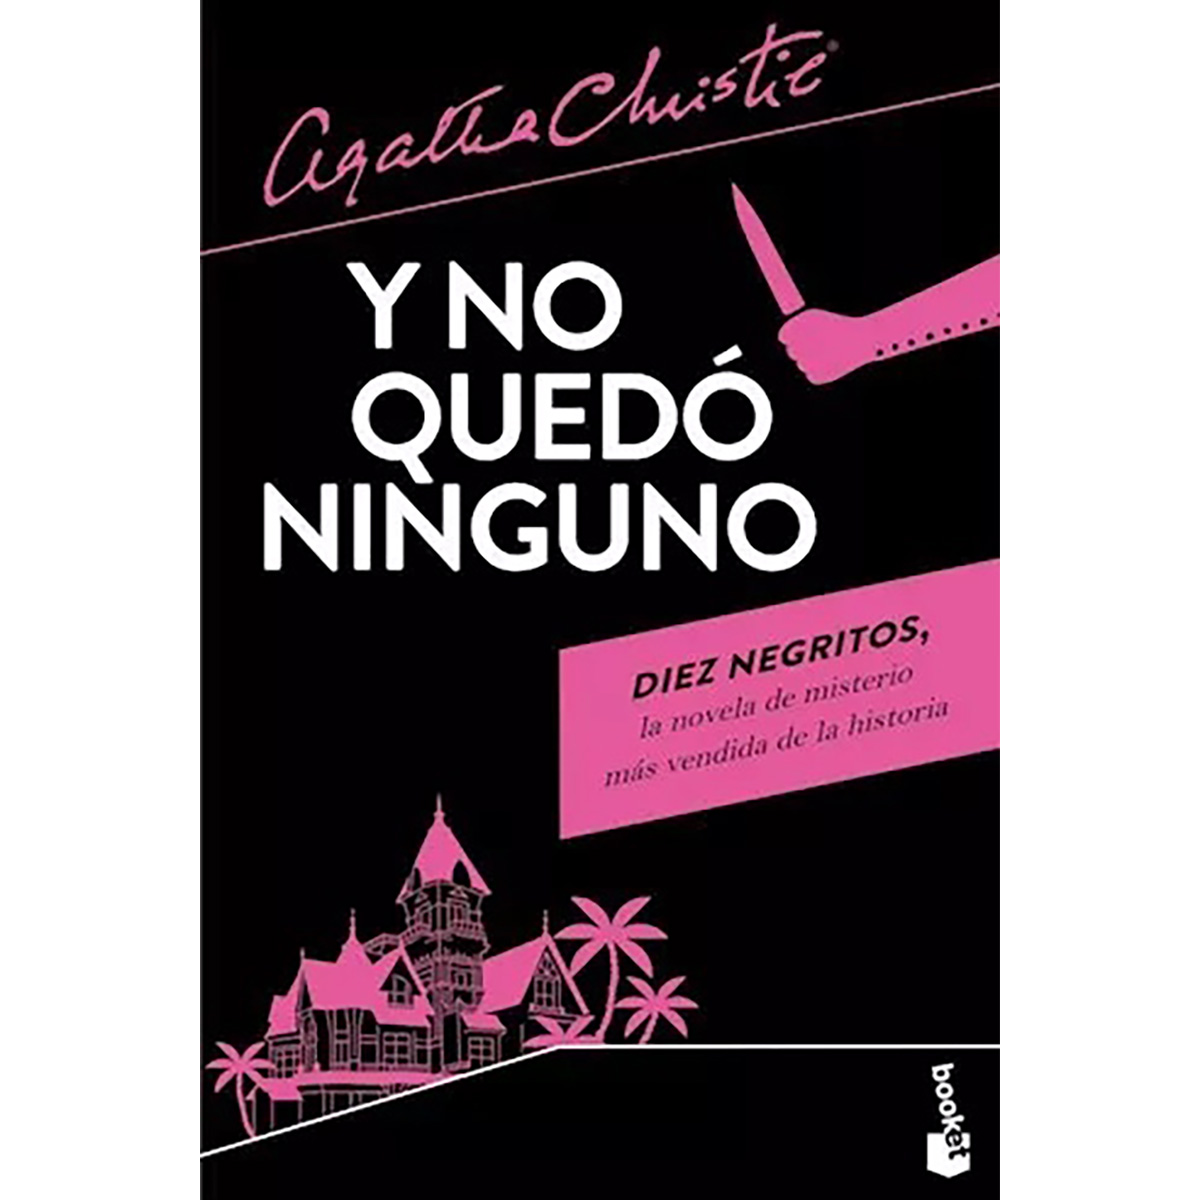 Agatha Christie®
Y NO
QUEDÓ
NINGUNO
DIEZ NEGRITOS,
la novela de misterio
más vendida de la historia
booket